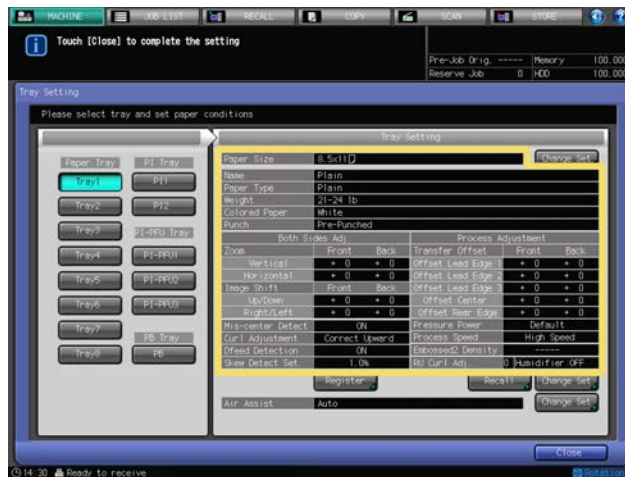 MACHINE JOB LIST RECALL COPY SCAN STORE
Touch [Close] to complete the setting
Pre-Job Orig. ----- Memory 100.00
Reserve Job 0 HDD 100.00
Tray Setting
Please select tray and set paper conditions
Tray Setting
Paper Tray PI Tray
Tray1 PI1
Tray2 PI2
Tray3 PI-PFU Tray
Tray4 PI-PFU1
Tray5 PI-PFU2
Tray6 PI-PFU3
Tray7 PB Tray
Tray8 PB
Paper Size 8.5x11 Change Set
Name Plain
Paper Type Plain
Weight 21-24 lb
Colored Paper White
Punch Pre-Punched
Both Sides Adj Process Adjustment
Zoom Front Back Transfer Offset Front Back
Vertical + 0 + 0 Offset Lead Edge 1 + 0 + 0
Horizontal + 0 + 0 Offset Lead Edge 2 + 0 + 0
Image Shift Front Back Offset Lead Edge 3 + 0 + 0
Up/Down + 0 + 0 Offset Center + 0 + 0
Right/Left + 0 + 0 Offset Rear Edge + 0 + 0
Mis-center Detect ON Pressure Power Default
Curl Adjustment Correct Upward Process Speed High Speed
Dfeed Detection ON Embossed2 Density -----
Skew Detect Set. 1.0% RU Curl Adj 0 Humidifier:OFF
Register Recall Change Set
Air Assist Auto Change Set
Close
14:30 Ready to receive Rotation